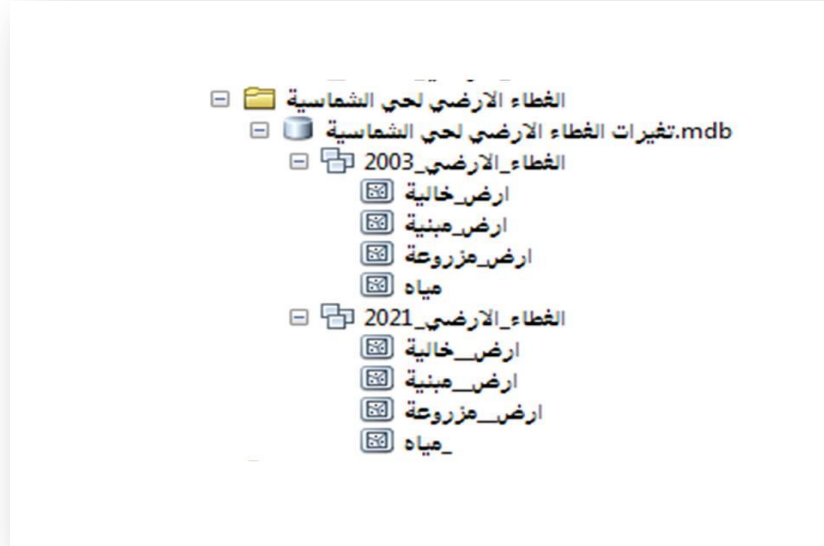 الغطاء الارضي لحي الشماسية
تغيرات الغطاء الارضي لحي الشماسية.mdb
الغطاء_الارضي_2003
ارض_خالية
ارض_مبنية
ارض_مزروعة
مياه
الغطاء_الارضي_2021
ارض__خالية
ارض__مبنية
ارض__مزروعة
مياه_